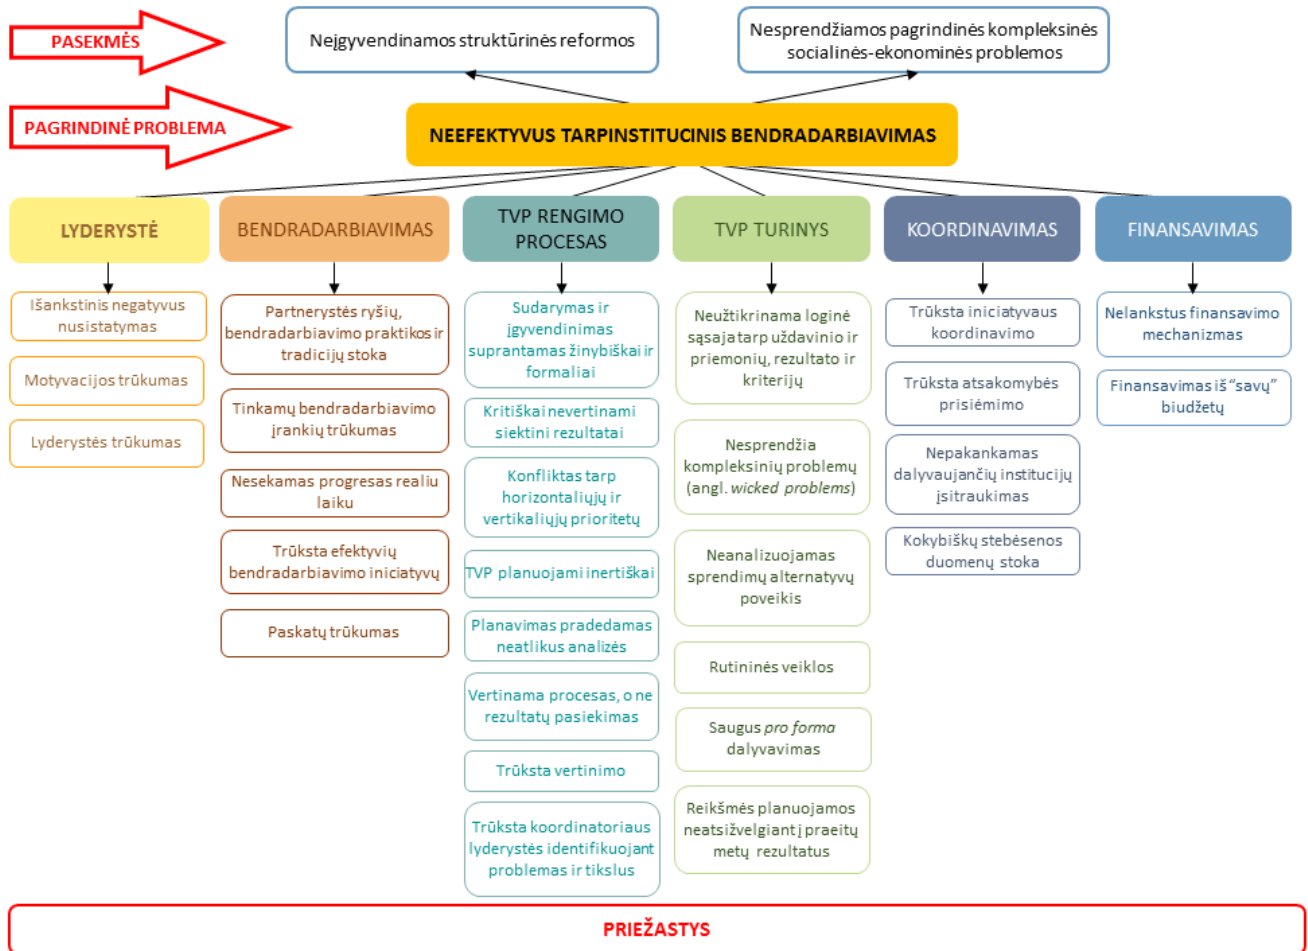 PASEKMĖS
Neįgyvendinamos struktūrinės reformos
Nesprendžiamos pagrindinės kompleksinės
socialinės-ekonominės problemos
PAGRINDINĖ PROBLEMA
NEEFEKTYVUS TARPINSTITUCINIS BENDRADARBIAVIMAS
LYDERYSTĖ
Išankstinis negatyvus
nusistatymas
Motyvacijos trūkumas
Lyderystės trūkumas
BENDRADARBIAVIMAS
Partnerystės ryšių,
bendradarbiavimo praktikos ir
tradicijų stoka
Tinkamų bendradarbiavimo
įrankių trūkumas
Nesekamas progresas realiu
laiku
Trūksta efektyvių
bendradarbiavimo iniciatyvų
Paskatų trūkumas
TVP RENGIMO
PROCESAS
Sudarymas ir
įgyvendinimas
suprantamas žinybiškai ir
formaliai
Kritiškai nevertinami
siektini rezultatai
Konfliktas tarp
horizontaliųjų ir
vertikaliųjų prioritetų
TVP planuojami inertiškai
Planavimas pradedamas
neatlikus analizės
Vertinama procesas, o ne
rezultatų pasiekimas
Trūksta vertinimo
Trūksta koordinatoriaus
lyderystės identifikuojant
problemas ir tikslus
TVP TURINYS
Neužtikrinama loginė
sąsaja tarp uždavinio ir
priemonių, rezultato ir
kriterijų
Nesprendžia
kompleksinių problemų
(angl. wicked problems)
Neanalizuojamas
sprendimų alternatyvų
poveikis
Rutininės veiklos
Saugus pro forma
dalyvavimas
Reikšmės planuojamos
neatsižvelgiant į praeitų
metų rezultatus
KOORDINAVIMAS
Trūksta iniciatyvaus
koordinavimo
Trūksta atsakomybės
prisiėmimo
Nepakankamas
dalyvaujančių institucijų
įsitraukimas
Kokybiškų stebėsenos
duomenų stoka
FINANSAVIMAS
Nelankstus finansavimo
mechanizmas
Finansavimas iš “savų”
biudžetų
PRIEŽASTYS